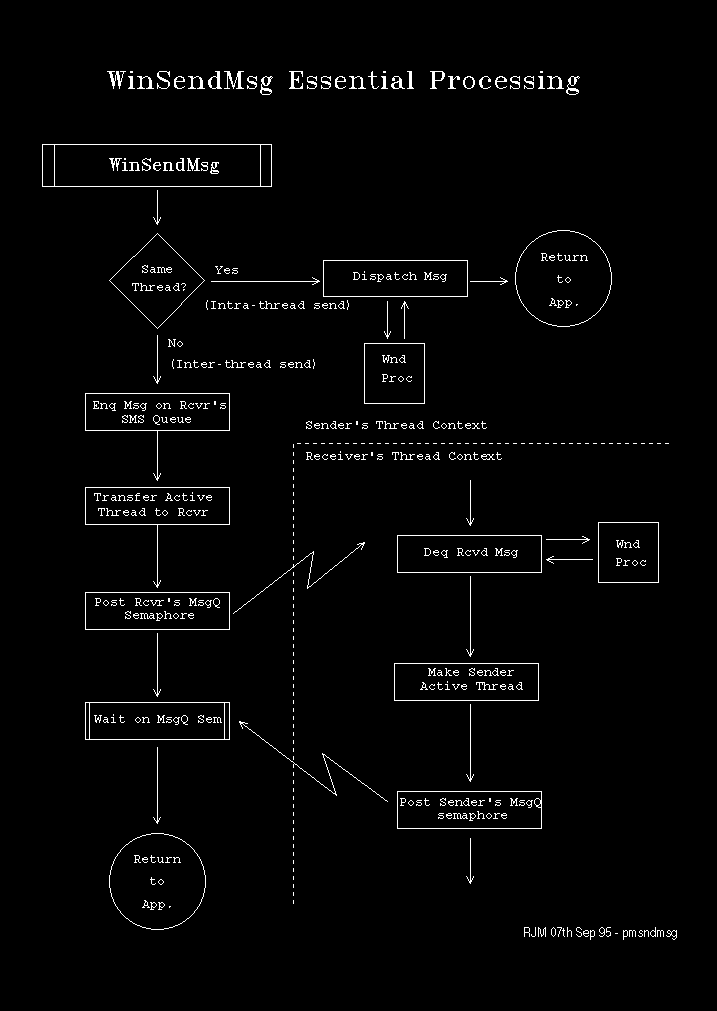 WinSendMsg Essential Processing
WinSendMsg
Same
Thread?
Yes
(Intra-thread send)
Dispatch Msg
Return
to
App.
No
(Inter-thread send)
Wnd
Proc
Enq Msg on Rcvr's
SMS Queue
Sender's Thread Context
Receiver's Thread Context
Transfer Active
Thread to Rcvr
Deq Rcvd Msg
Wnd
Proc
Post Rcvr's MsgQ
Semaphore
Make Sender
Active Thread
Wait on MsgQ Sem
Post Sender's MsgQ
semaphore
Return
to
App.
RJM 07th Sep 95 - pmsndmsg